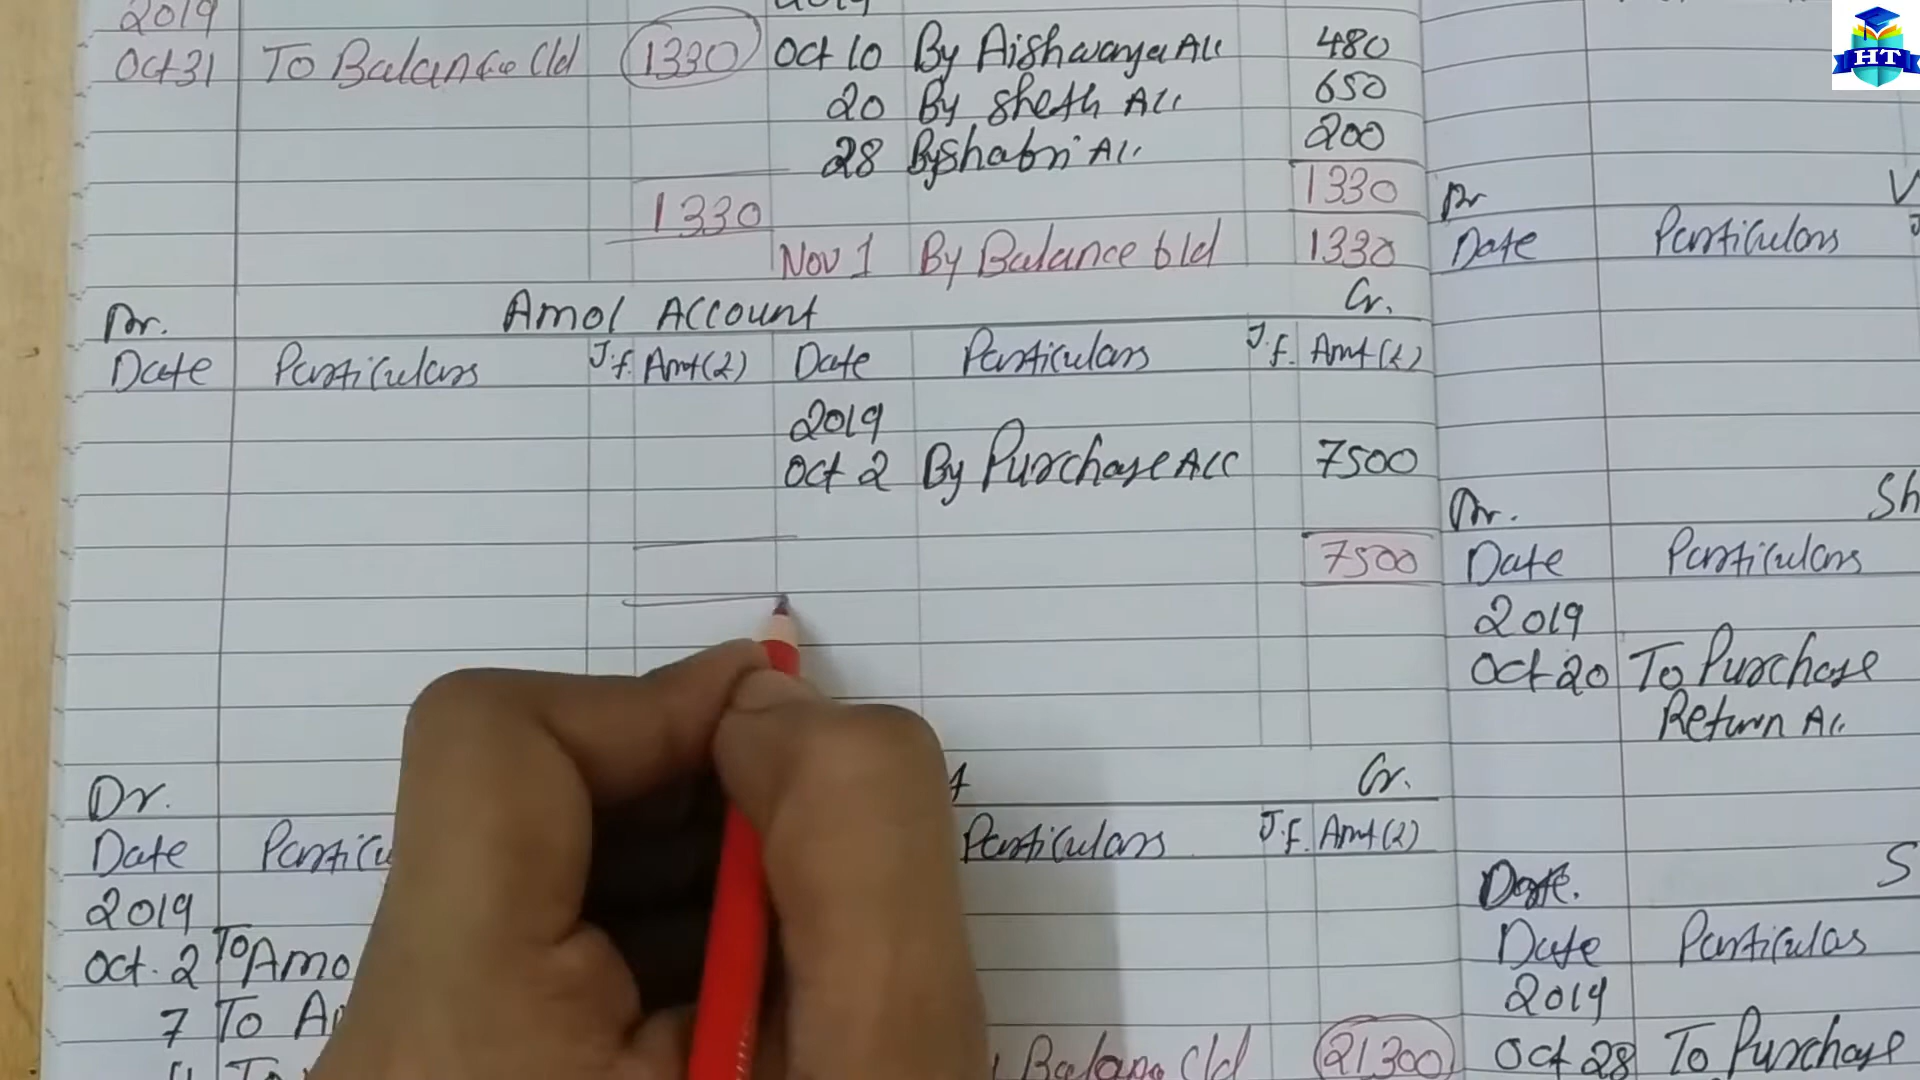 2019
Oct 31 To Balance C/d 1330 Oct 10 By Aishwarya A/c 480
20 By Sheth A/c 650
28 By Shabri A/c 200
1330 1330
Nov 1 By Balance b/d 1330
Dr. Amol Account Cr.
Date Particulars J.f. Amt(₹) Date Particulars J.f. Amt(₹)
2019
Oct 2 By Purchase A/c 7500
7500
Dr. Cr.
Date Particulars J.f. Amt(₹)
2019
Oct. 2 To Amo
7 To
To
Balance C/d 21300
Dr
Date Particulars
Dr. Sh
Date Particulars
2019
Oct 20 To Purchase
Return A/c
Date. S
Date Particulars
2019
Oct 28 To Purchase
HT